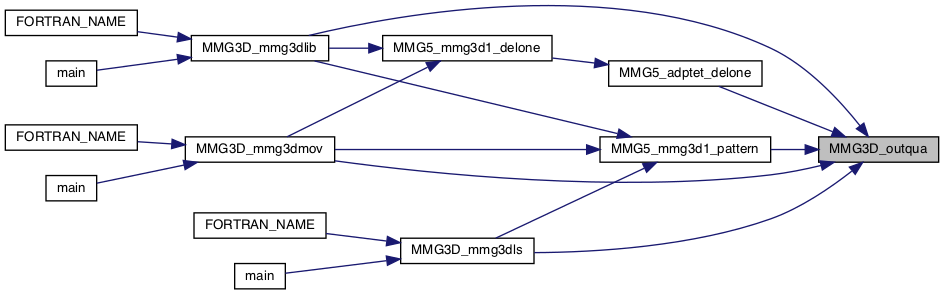 FORTRAN_NAME
MMG3D_mmg3dlib
MMG5_mmg3d1_delone
main
MMG5_adptet_delone
FORTRAN_NAME
MMG3D_mmg3dmov
MMG5_mmg3d1_pattern
MMG3D_outqua
main
FORTRAN_NAME
MMG3D_mmg3dls
main